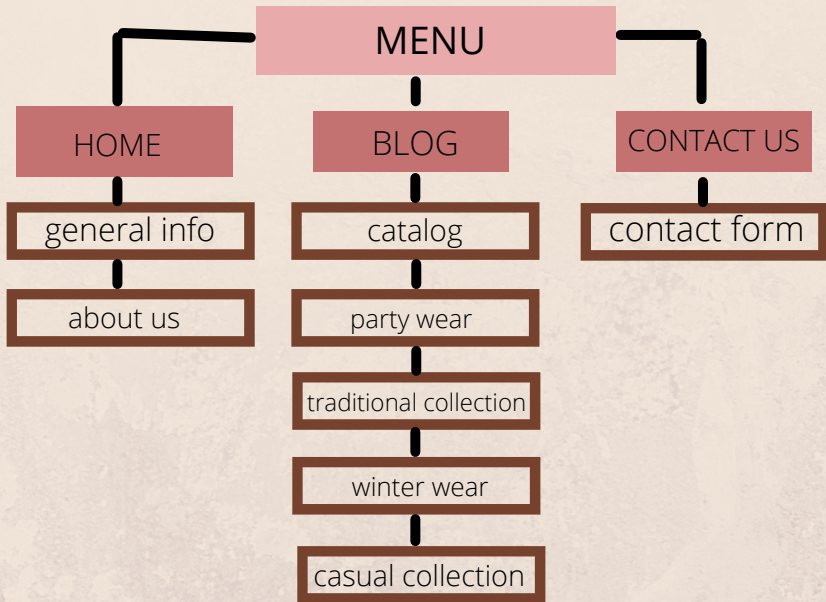 MENU
HOME
BLOG
CONTACT US
general info
catalog
contact form
about us
party wear
traditional collection
winter wear
casual collection